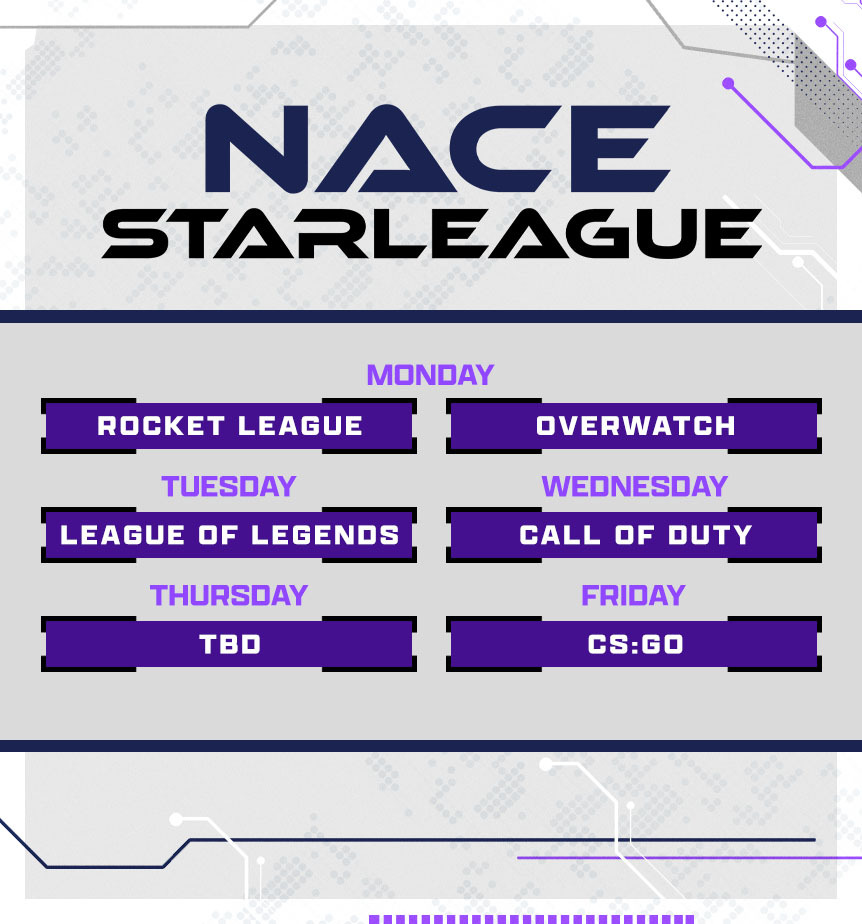 NACE
STARLEAGUE
MONDAY
ROCKET LEAGUE
OVERWATCH
TUESDAY
LEAGUE OF LEGENDS
WEDNESDAY
CALL OF DUTY
THURSDAY
TBD
FRIDAY
CS:GO